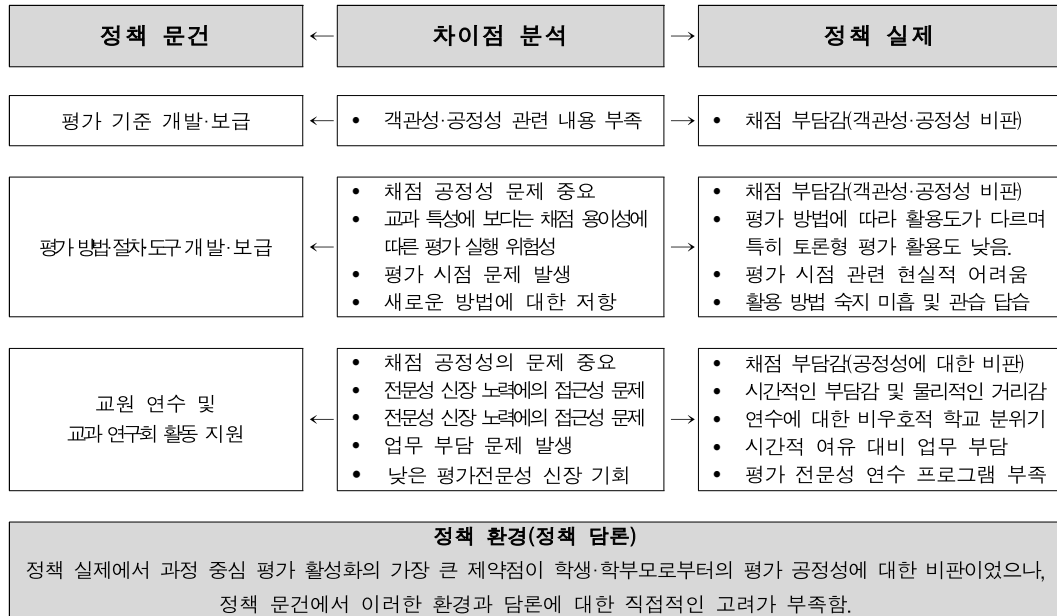 정책 문건 ← 차이점 분석 → 정책 실제
평가 기준 개발·보급 ← • 객관성·공정성 관련 내용 부족 → • 채점 부담감(객관성·공정성 비판)
평가 방법·절차·도구 개발·보급 ←
• 채점 공정성 문제 중요
• 교과 특성에 보다는 채점 용이성에
따른 평가 실행 위험성
• 평가 시점 문제 발생
• 새로운 방법에 대한 저항
→
• 채점 부담감(객관성·공정성 비판)
• 평가 방법에 따라 활용도가 다르며
특히 토론형 평가 활용도 낮음.
• 평가 시점 관련 현실적 어려움
• 활용 방법 숙지 미흡 및 관습 답습
교원 연수 및
교과 연구회 활동 지원
←
• 채점 공정성의 문제 중요
• 전문성 신장 노력에의 접근성 문제
• 전문성 신장 노력에의 접근성 문제
• 업무 부담 문제 발생
• 낮은 평가전문성 신장 기회
→
• 채점 부담감(공정성에 대한 비판)
• 시간적인 부담감 및 물리적인 거리감
• 연수에 대한 비우호적 학교 분위기
• 시간적 여유 대비 업무 부담
• 평가 전문성 연수 프로그램 부족
정책 환경(정책 담론)
정책 실제에서 과정 중심 평가 활성화의 가장 큰 제약점이 학생·학부모로부터의 평가 공정성에 대한 비판이었으나,
정책 문건에서 이러한 환경과 담론에 대한 직접적인 고려가 부족함.